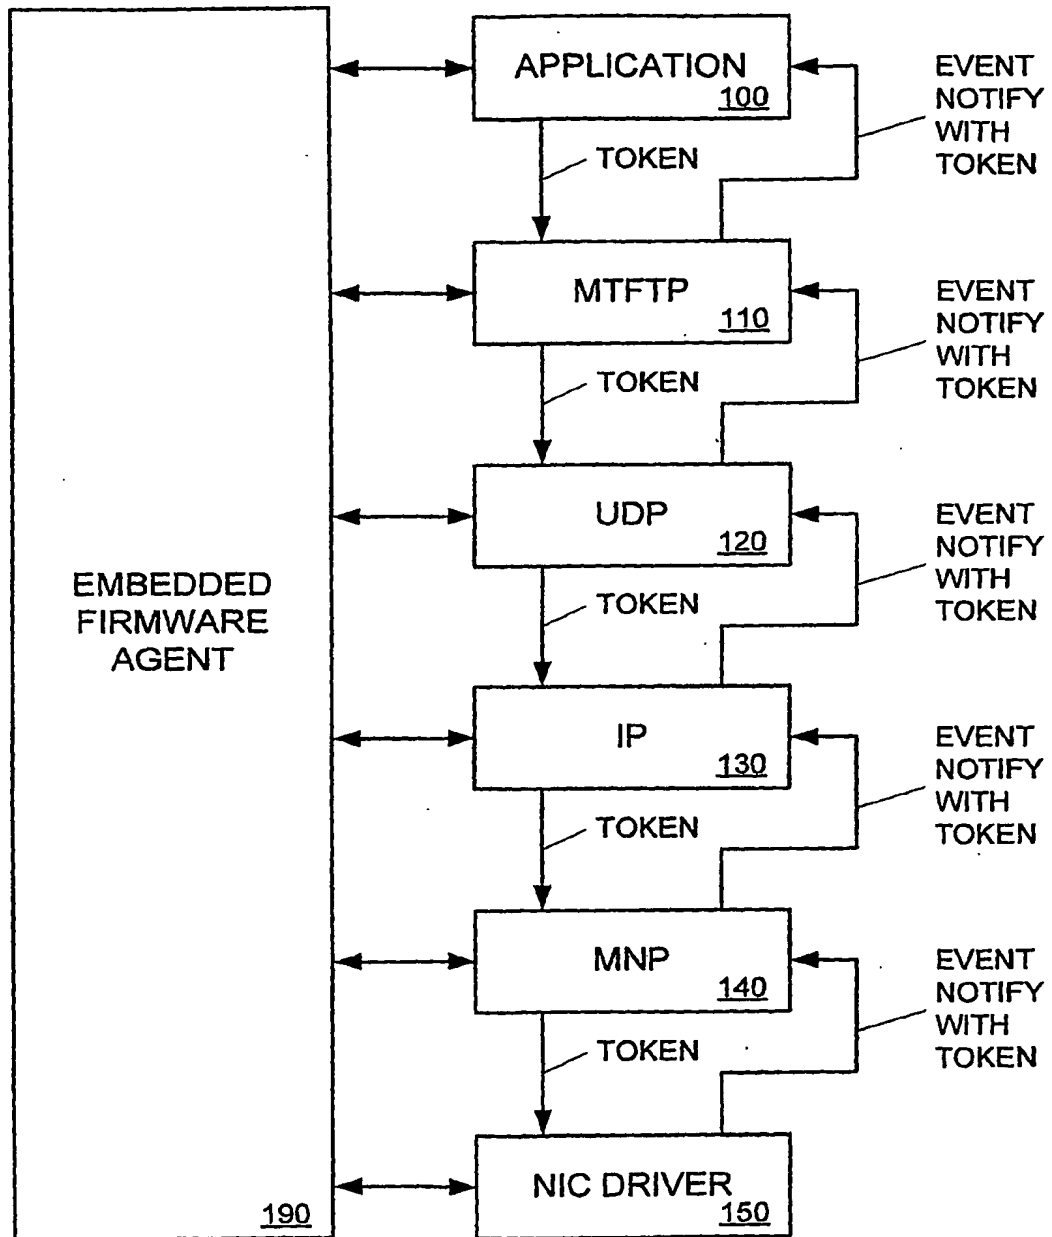 EMBEDDED
FIRMWARE
AGENT
190
APPLICATION
100
EVENT
NOTIFY
WITH
TOKEN
TOKEN
MTFTP
110
EVENT
NOTIFY
WITH
TOKEN
TOKEN
UDP
120
EVENT
NOTIFY
WITH
TOKEN
TOKEN
IP
130
EVENT
NOTIFY
WITH
TOKEN
TOKEN
MNP
140
EVENT
NOTIFY
WITH
TOKEN
TOKEN
NIC DRIVER
150